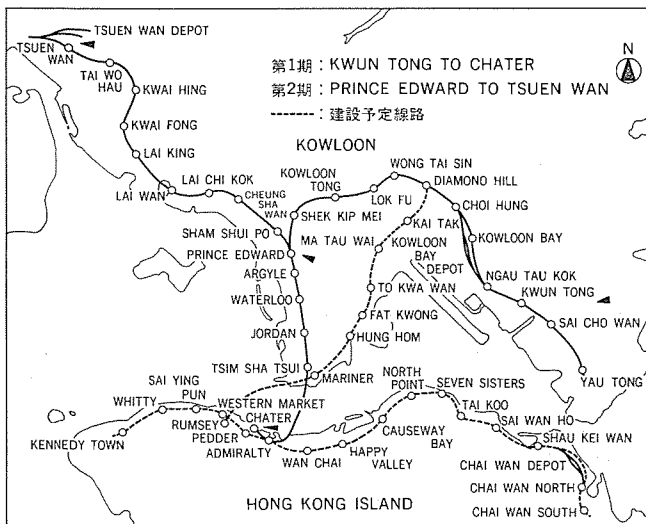 TSUEN WAN DEPOT
TSUEN
WAN
TAI WO
HAU
KWAI HING
KWAI FONG
LAI KING
LAI WAN
LAI CHI KOK
CHEUNG
SHA
WAN
SHAM SHUI PO
PRINCE EDWARD
ARGYLE
WATERLOO
JORDAN
TSIM SHA TSUI
N
第1期：KWUN TONG TO CHATER
第2期：PRINCE EDWARD TO TSUEN WAN
-----：建設予定線路
KOWLOON
KOWLOON
TONG
SHEK KIP MEI
LOK FU
WONG TAI SIN
DIAMONO HILL
CHOI HUNG
KAI TAK
MA TAU WAI
KOWLOON BAY
KOWLOON
BAY
DEPOT
NGAU TAU KOK
KWUN TONG
SAI CHO WAN
YAU TONG
TO KWA WAN
FAT KWONG
HUNG HOM
MARINER
SAI YING
PUN
WHITTY
KENNEDY TOWN
WESTERN MARKET
RUMSEY
CHATER
PEDDER
ADMIRALTY
WAN CHAI
HAPPY
VALLEY
CAUSEWAY
BAY
NORTH
POINT
SEVEN SISTERS
TAI KOO
SAI WAN HO
SHAU KEI WAN
CHAI WAN DEPOT
CHAI WAN NORTH
CHAI WAN SOUTH
HONG KONG ISLAND